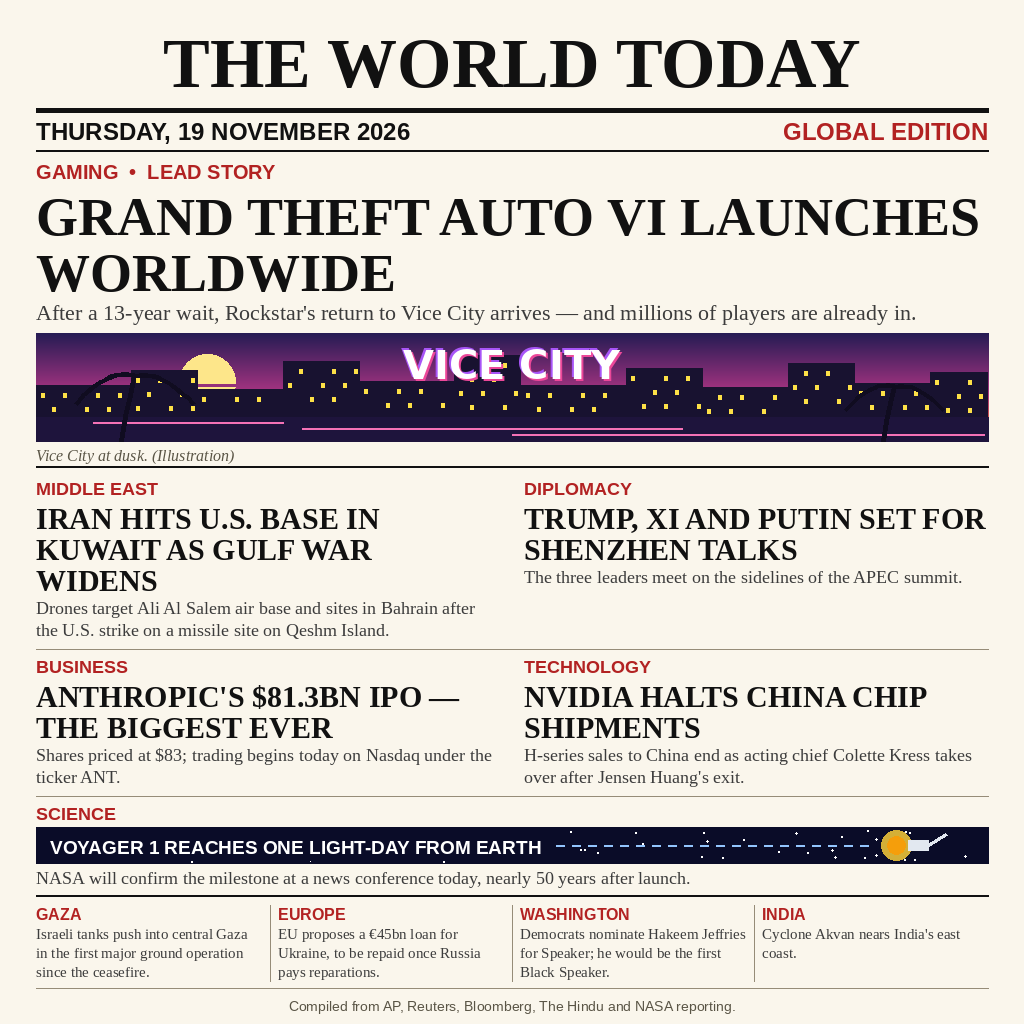 THE WORLD TODAY
THURSDAY, 19 NOVEMBER 2026
GLOBAL EDITION
GAMING • LEAD STORY
GRAND THEFT AUTO VI LAUNCHES
WORLDWIDE
After a 13-year wait, Rockstar's return to Vice City arrives — and millions of players are already in.
VICE CITY
Vice City at dusk. (Illustration)
MIDDLE EAST
IRAN HITS U.S. BASE IN
KUWAIT AS GULF WAR
WIDENS
Drones target Ali Al Salem air base and sites in Bahrain after
the U.S. strike on a missile site on Qeshm Island.
DIPLOMACY
TRUMP, XI AND PUTIN SET FOR
SHENZHEN TALKS
The three leaders meet on the sidelines of the APEC summit.
BUSINESS
ANTHROPIC'S $81.3BN IPO —
THE BIGGEST EVER
Shares priced at $83; trading begins today on Nasdaq under the
ticker ANT.
TECHNOLOGY
NVIDIA HALTS CHINA CHIP
SHIPMENTS
H-series sales to China end as acting chief Colette Kress takes
over after Jensen Huang's exit.
SCIENCE
VOYAGER 1 REACHES ONE LIGHT-DAY FROM EARTH
NASA will confirm the milestone at a news conference today, nearly 50 years after launch.
GAZA
Israeli tanks push into central Gaza
in the first major ground operation
since the ceasefire.
EUROPE
EU proposes a €45bn loan for
Ukraine, to be repaid once Russia
pays reparations.
WASHINGTON
Democrats nominate Hakeem Jeffries
for Speaker; he would be the first
Black Speaker.
INDIA
Cyclone Akvan nears India's east
coast.
Compiled from AP, Reuters, Bloomberg, The Hindu and NASA reporting.